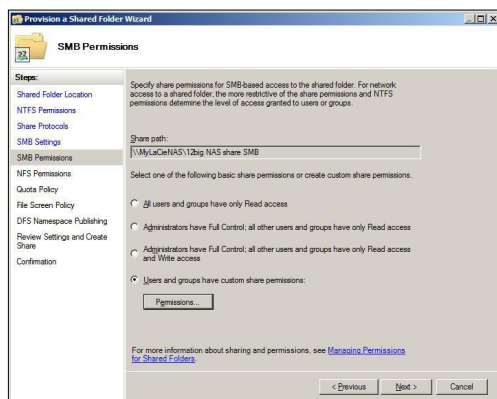 Provision a Shared Folder Wizard
SMB Permissions
Steps:
Shared Folder Location
NTFS Permissions
Share Protocols
SMB Settings
SMB Permissions
NFS Permissions
Quota Policy
File Screen Policy
DFS Namespace Publishing
Review Settings and Create
Share
Confirmation
Specify share permissions for SMB-based access to the shared folder. For network
access to a shared folder, the more restrictive of the share permissions and NTFS
permissions determine the level of access granted to users or groups.
Share path:
\\MyLaCieNAS\12big NAS share SMB
Select one of the following basic share permissions or create custom share permissions.
All users and groups have only Read access
Administrators have Full Control; all other users and groups have only Read access
Administrators have Full Control; all other users and groups have only Read access
and Write access
Users and groups have custom share permissions:
Permissions...
For more information about sharing and permissions, see Managing Permissions
for Shared Folders.
< Previous
Next >
Cancel